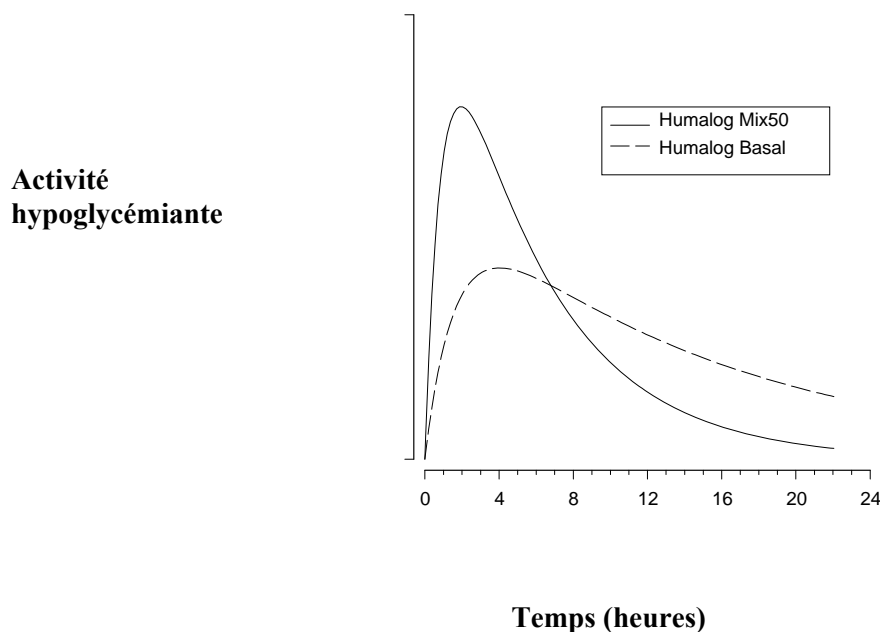 Humalog Mix50
Humalog Basal
Activité
hypoglycémiante
0 4 8 12 16 20 24
Temps (heures)